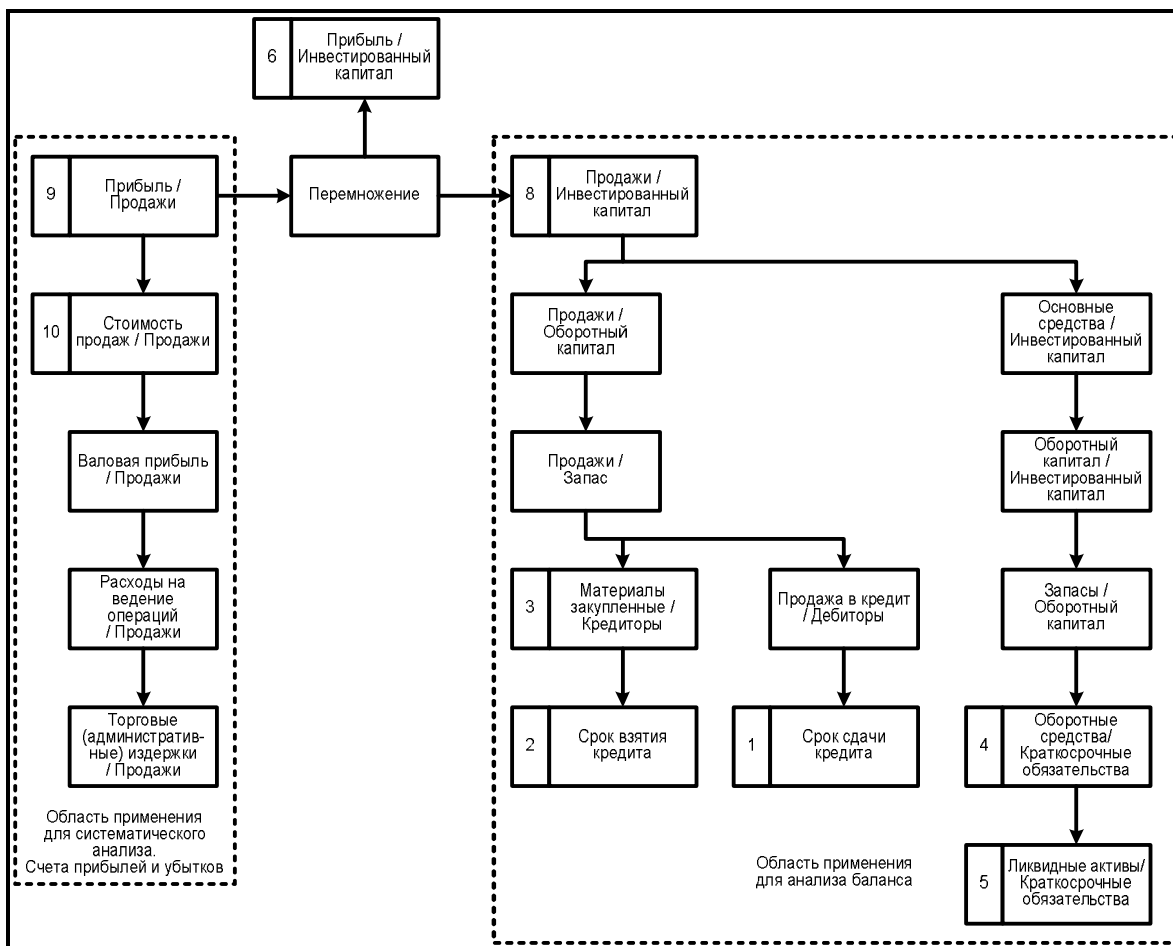 6
Прибыль /
Инвестированный
капитал
9
Прибыль /
Продажи
Перемножение
8
Продажи /
Инвестированный
капитал
10
Стоимость
продаж / Продажи
Продажи /
Оборотный
капитал
Основные
средства /
Инвестированный
капитал
Валовая прибыль
/ Продажи
Продажи /
Запас
Оборотный
капитал /
Инвестированный
капитал
Расходы на
ведение
операций
/ Продажи
3
Материалы
закупленные /
Кредиторы
Продажа в кредит
/ Дебиторы
Запасы /
Оборотный
капитал
Торговые
(административ-
ные) издержки
/ Продажи
2
Срок взятия
кредита
1
Срок сдачи
кредита
4
Оборотные
средства/
Краткосрочные
обязательства
Область применения
для систематического
анализа.
Счета прибылей и убытков
Область применения
для анализа баланса
5
Ликвидные активы/
Краткосрочные
обязательства